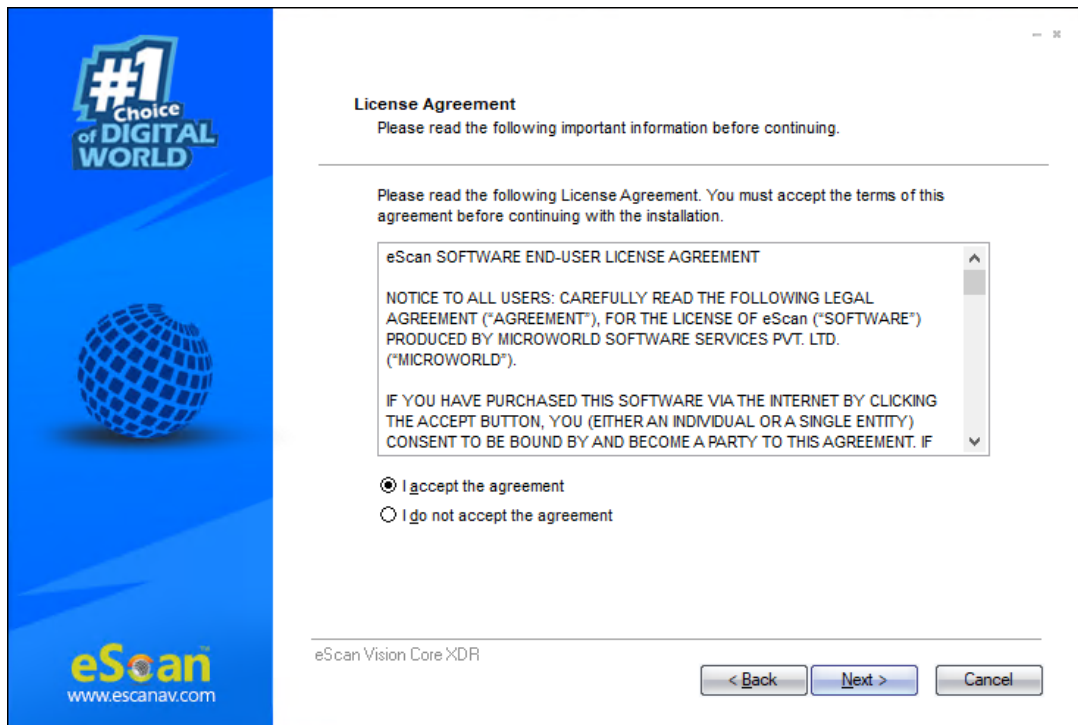 #1
Choice
of DIGITAL
WORLD
License Agreement
Please read the following important information before continuing.
Please read the following License Agreement. You must accept the terms of this
agreement before continuing with the installation.
eScan SOFTWARE END-USER LICENSE AGREEMENT
NOTICE TO ALL USERS: CAREFULLY READ THE FOLLOWING LEGAL
AGREEMENT (“AGREEMENT”), FOR THE LICENSE OF eScan (“SOFTWARE”)
PRODUCED BY MICROWORLD SOFTWARE SERVICES PVT. LTD.
(“MICROWORLD”).
IF YOU HAVE PURCHASED THIS SOFTWARE VIA THE INTERNET BY CLICKING
THE ACCEPT BUTTON, YOU (EITHER AN INDIVIDUAL OR A SINGLE ENTITY)
CONSENT TO BE BOUND BY AND BECOME A PARTY TO THIS AGREEMENT. IF
I accept the agreement
I do not accept the agreement
eScan™
www.escanav.com
eScan Vision Core XDR
< Back
Next >
Cancel